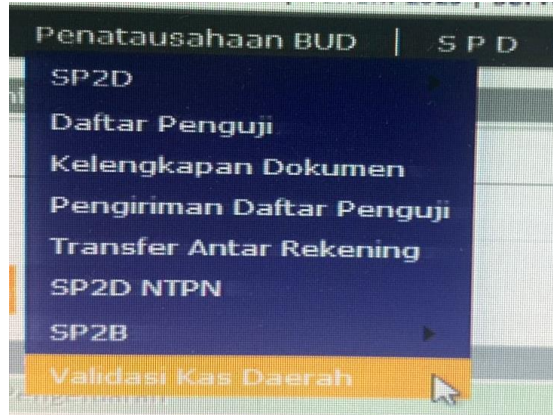 Penatausahaan BUD | S P D
SP2D
Daftar Penguji
Kelengkapan Dokumen
Pengiriman Daftar Penguji
Transfer Antar Rekening
SP2D NTPN
SP2B
Validasi Kas Daerah